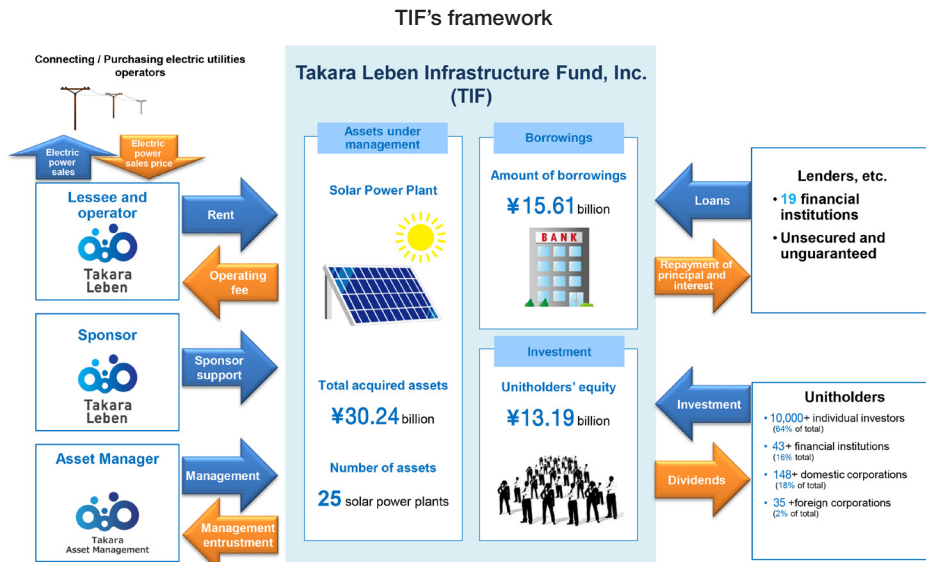 TIF's framework
Connecting / Purchasing electric utilities
operators
Electric
power
sales
Electric
power
sales price
Lessee and
operator
Takara
Leben
Rent
Operating
fee
Sponsor
Takara
Leben
Sponsor
support
Asset Manager
Takara
Asset Management
Management
Management
entrustment
Takara Leben Infrastructure Fund, Inc.
(TIF)
Assets under
management
Solar Power Plant
Total acquired assets
¥30.24 billion
Number of assets
25 solar power plants
Borrowings
Amount of borrowings
¥15.61 billion
BANK
Investment
Unitholders' equity
¥13.19 billion
Loans
Repayment of
principal and
interest
Lenders, etc.
• 19 financial
institutions
• Unsecured and
unguaranteed
Investment
Dividends
Unitholders
• 10,000+ individual investors
(64% of total)
• 43+ financial institutions
(16% of total)
• 148+ domestic corporations
(18% of total)
• 35 +foreign corporations
(2% of total)